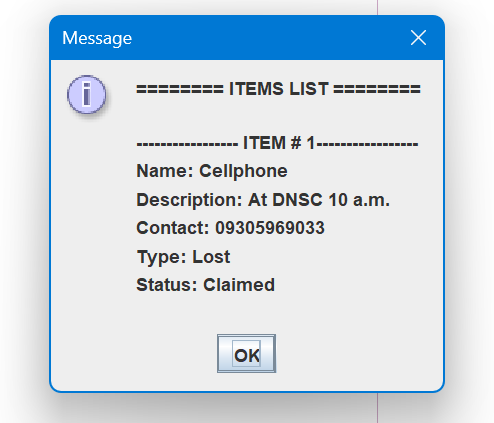 Message
======== ITEMS LIST ========
----------------- ITEM # 1-----------------
Name: Cellphone
Description: At DNSC 10 a.m.
Contact: 09305969033
Type: Lost
Status: Claimed
OK